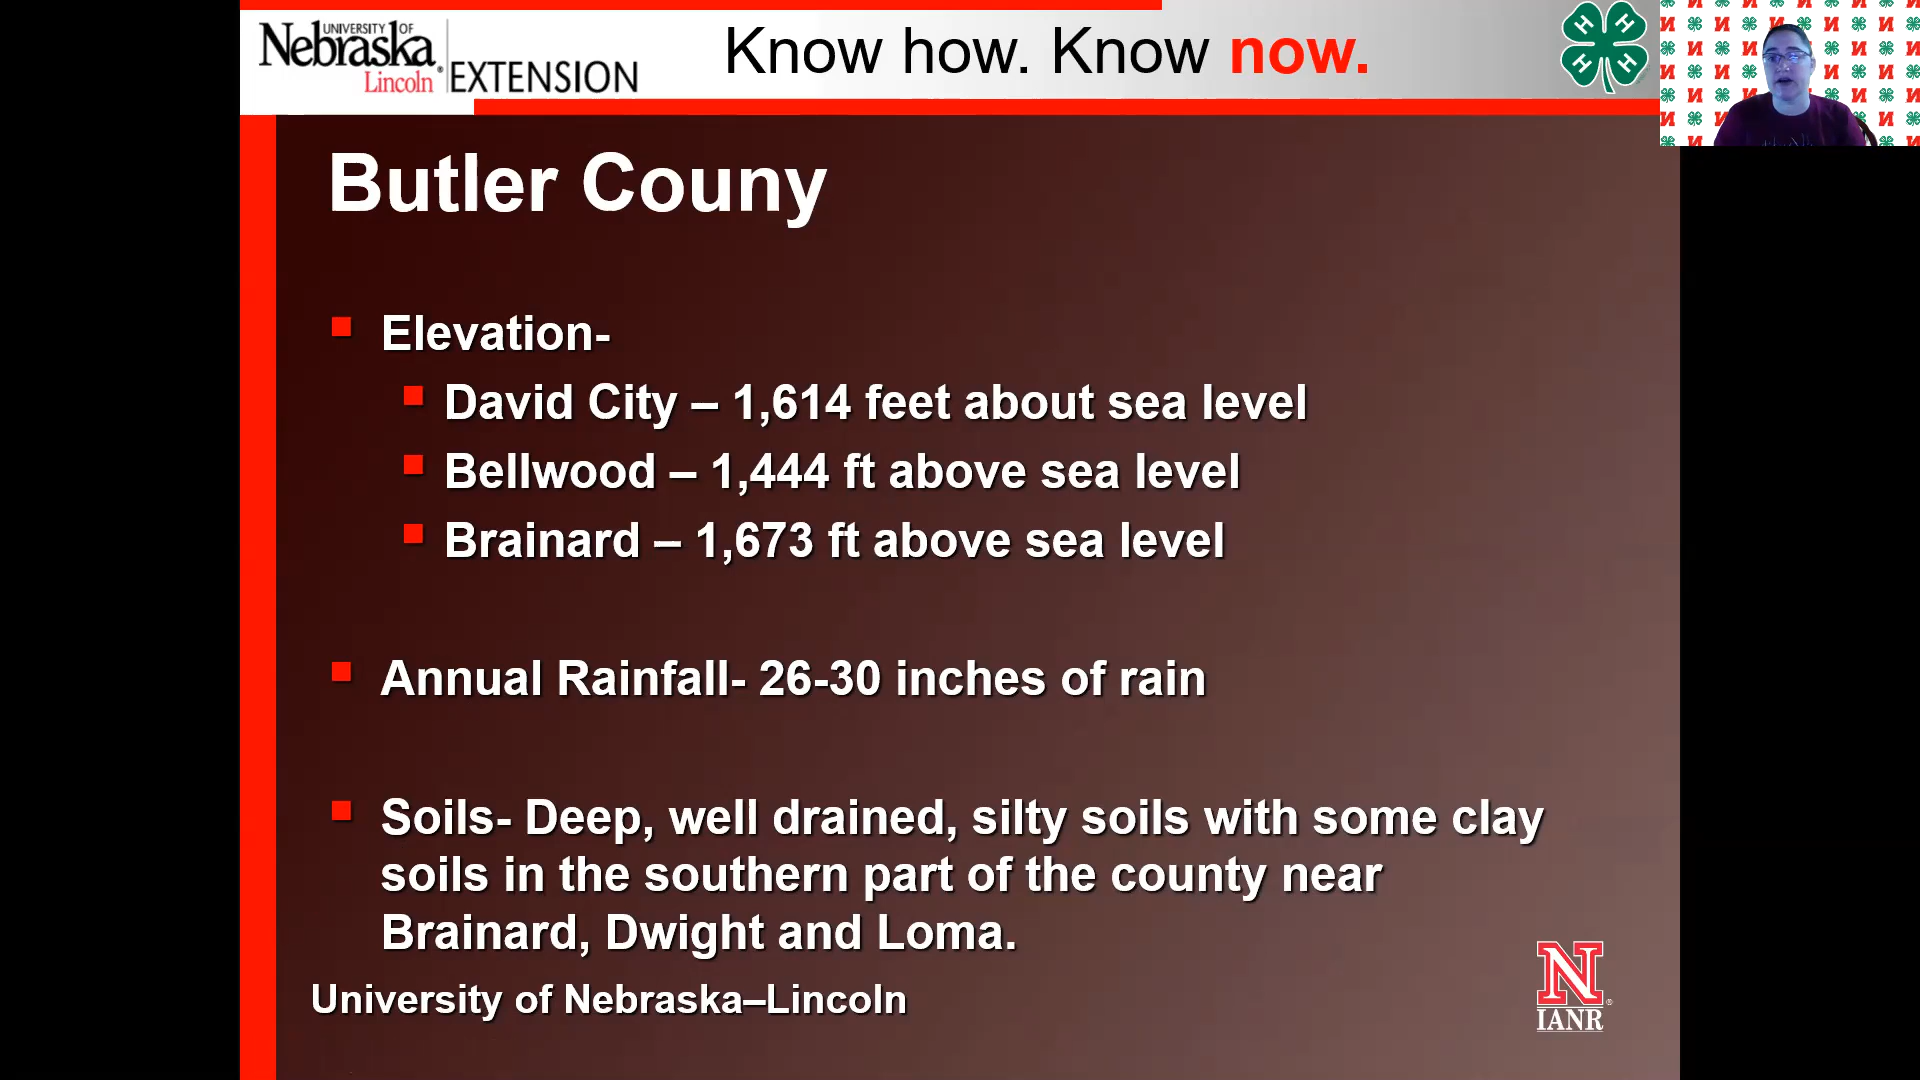 UNIVERSITY OF
Nebraska
Lincoln®
EXTENSION
Know how. Know now.
H H
H H
Butler Couny
Elevation-
David City – 1,614 feet about sea level
Bellwood – 1,444 ft above sea level
Brainard – 1,673 ft above sea level
Annual Rainfall- 26-30 inches of rain
Soils- Deep, well drained, silty soils with some clay
soils in the southern part of the county near
Brainard, Dwight and Loma.
University of Nebraska–Lincoln
N®
IANR